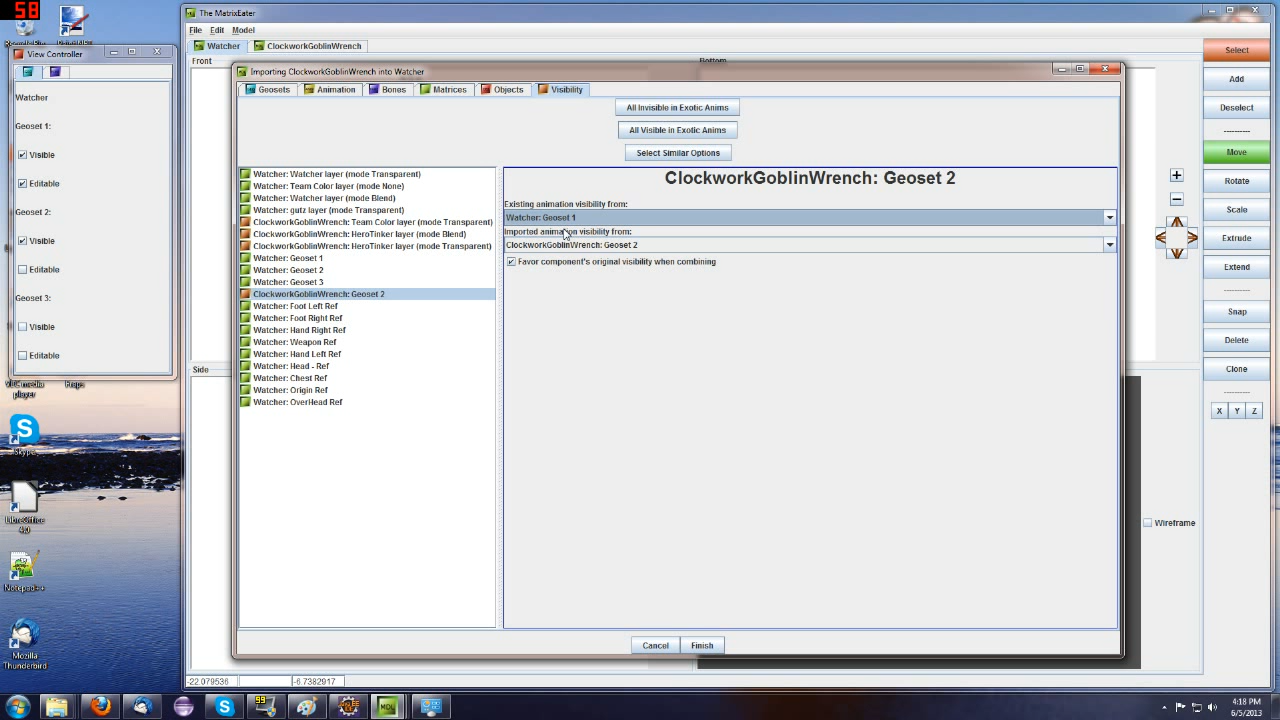 58
The MatrixEater
File Edit Model
Watcher ClockworkGoblinWrench
Front Bottom
View Controller
Watcher
Geoset 1:
Visible
Editable
Geoset 2:
Visible
Editable
Geoset 3:
Visible
Editable
Importing ClockworkGoblinWrench into Watcher
Geosets Animation Bones Matrices Objects Visibility
All Invisible in Exotic Anims
All Visible in Exotic Anims
Select Similar Options
Watcher: Watcher layer (mode Transparent)
Watcher: Team Color layer (mode None)
Watcher: Watcher layer (mode Blend)
Watcher: gutz layer (mode Transparent)
ClockworkGoblinWrench: Team Color layer (mode Transparent)
ClockworkGoblinWrench: HeroTinker layer (mode Blend)
ClockworkGoblinWrench: HeroTinker layer (mode Transparent)
Watcher: Geoset 1
Watcher: Geoset 2
Watcher: Geoset 3
ClockworkGoblinWrench: Geoset 2
Watcher: Foot Left Ref
Watcher: Foot Right Ref
Watcher: Hand Right Ref
Watcher: Weapon Ref
Watcher: Hand Left Ref
Watcher: Head - Ref
Watcher: Chest Ref
Watcher: Origin Ref
Watcher: OverHead Ref
ClockworkGoblinWrench: Geoset 2
Existing animation visibility from:
Watcher: Geoset 1
Imported animation visibility from:
ClockworkGoblinWrench: Geoset 2
Favor component's original visibility when combining
Cancel Finish
Side
Select
Add
Deselect
----------
Move
Rotate
Scale
Extrude
Extend
----------
Snap
Delete
Clone
----------
X Y Z
Wireframe
-22.079536 -6.7382917
player
Fraps
Skype
LibreOffice
4.0
Notepad++
Mozilla
Thunderbird
99
MDL
4:18 PM
6/5/2013